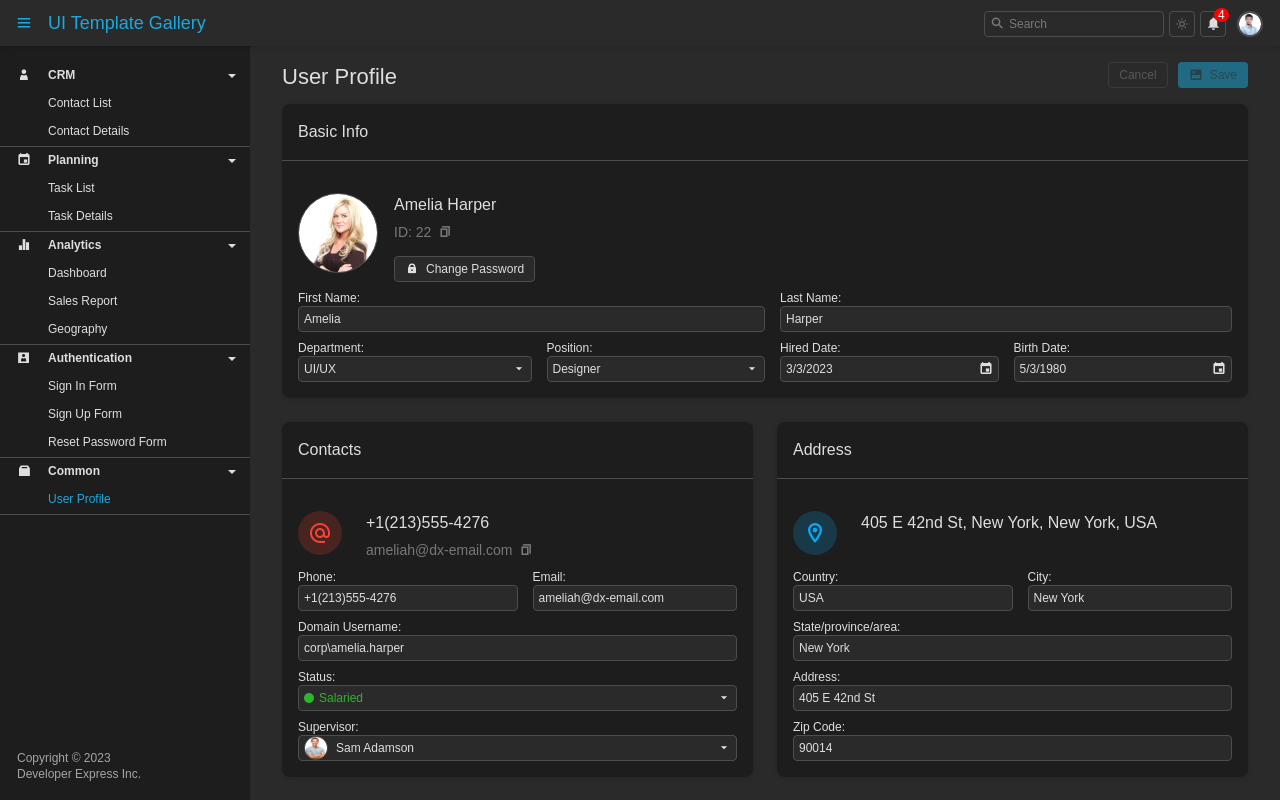 UI Template Gallery
Search
4
CRM
Contact List
Contact Details
Planning
Task List
Task Details
Analytics
Dashboard
Sales Report
Geography
Authentication
Sign In Form
Sign Up Form
Reset Password Form
Common
User Profile
Copyright © 2023
Developer Express Inc.
User Profile
Cancel
Save
Basic Info
Amelia Harper
ID: 22
Change Password
First Name:
Amelia
Last Name:
Harper
Department:
UI/UX
Position:
Designer
Hired Date:
3/3/2023
Birth Date:
5/3/1980
Contacts
+1(213)555-4276
ameliah@dx-email.com
Phone:
+1(213)555-4276
Email:
ameliah@dx-email.com
Domain Username:
corp\amelia.harper
Status:
Salaried
Supervisor:
Sam Adamson
Address
405 E 42nd St, New York, New York, USA
Country:
USA
City:
New York
State/province/area:
New York
Address:
405 E 42nd St
Zip Code:
90014